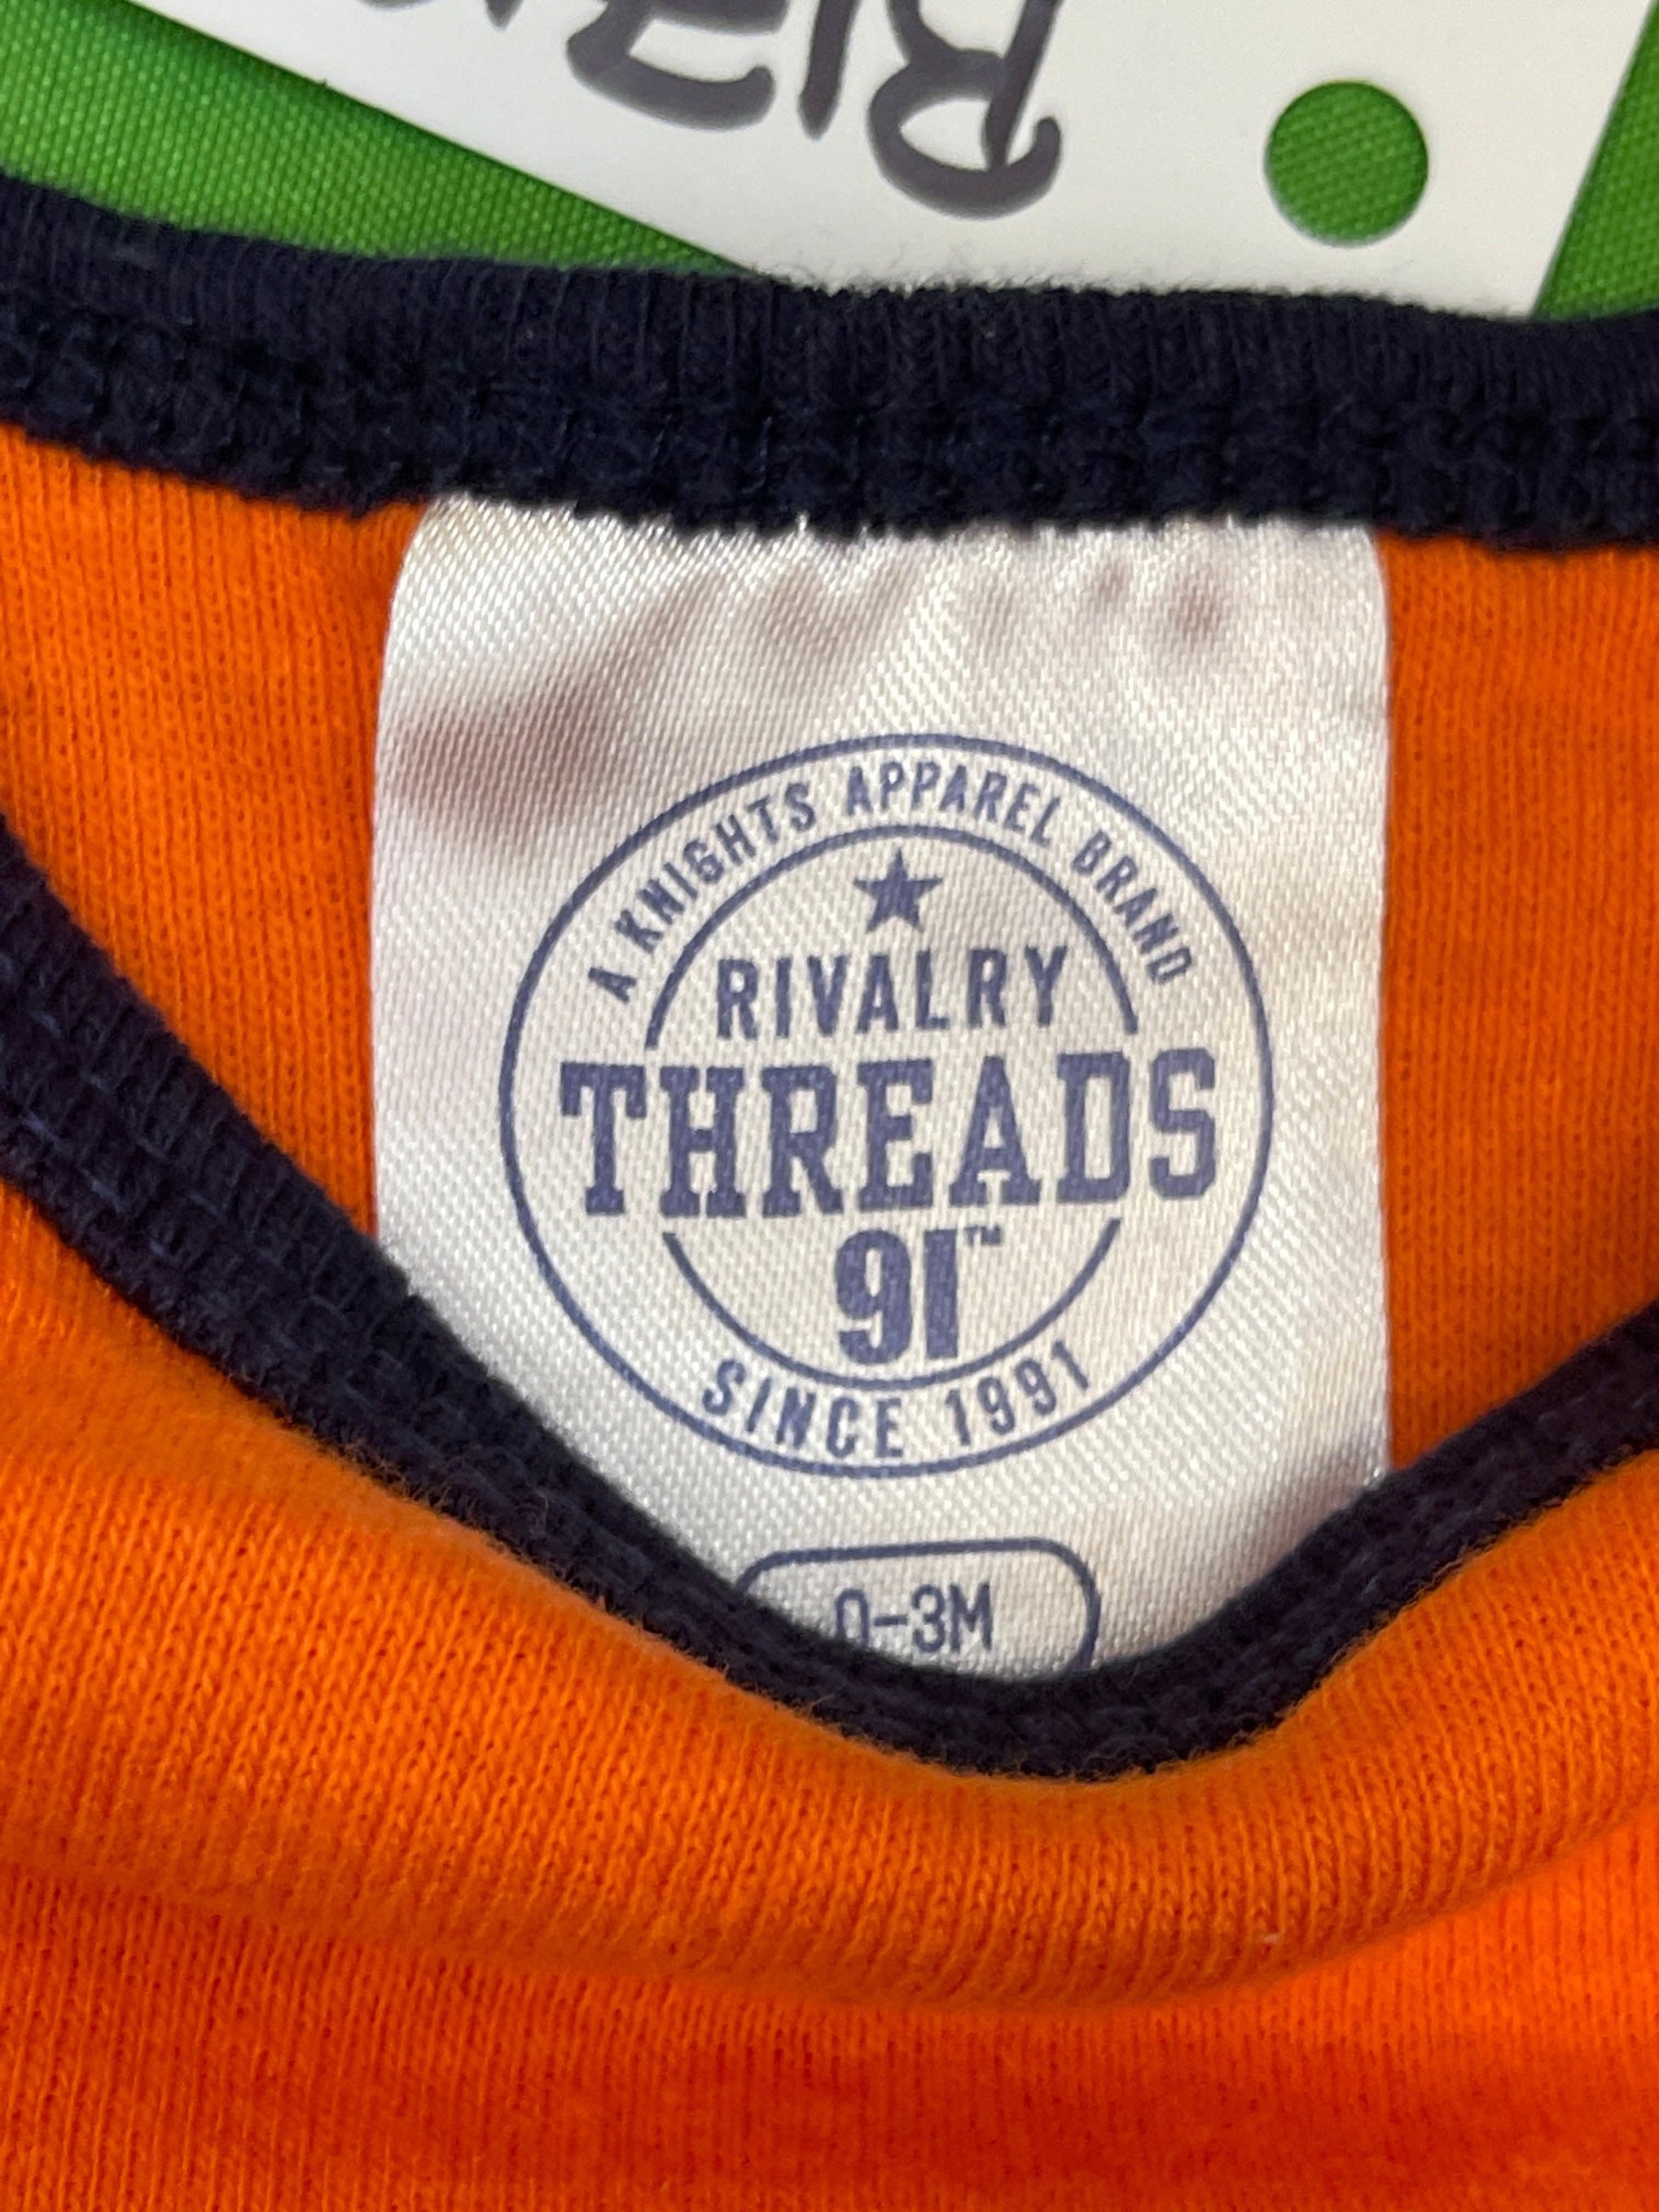 A KNIGHTS APPAREL BRAND
RIVALRY
THREADS
91™
SINCE 1991
0-3M